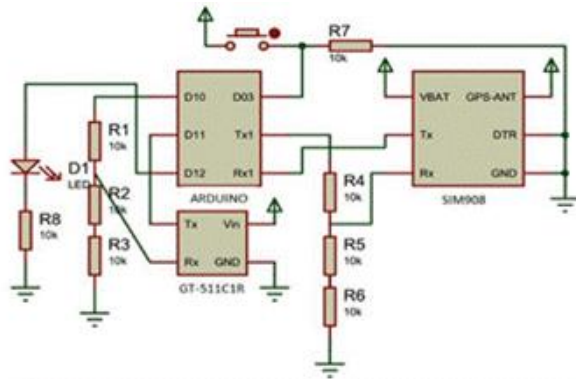 R7
10k
D10 D03
VBAT GPS-ANT
R1
10k
D11 Tx1
Tx DTR
D1
LED
D12 Rx1
R4
10k
Rx GND
ARDUINO
SIM908
R2
10k
R8
10k
R3
10k
Tx Vin
Rx GND
R5
10k
GT-511C1R
R6
10k